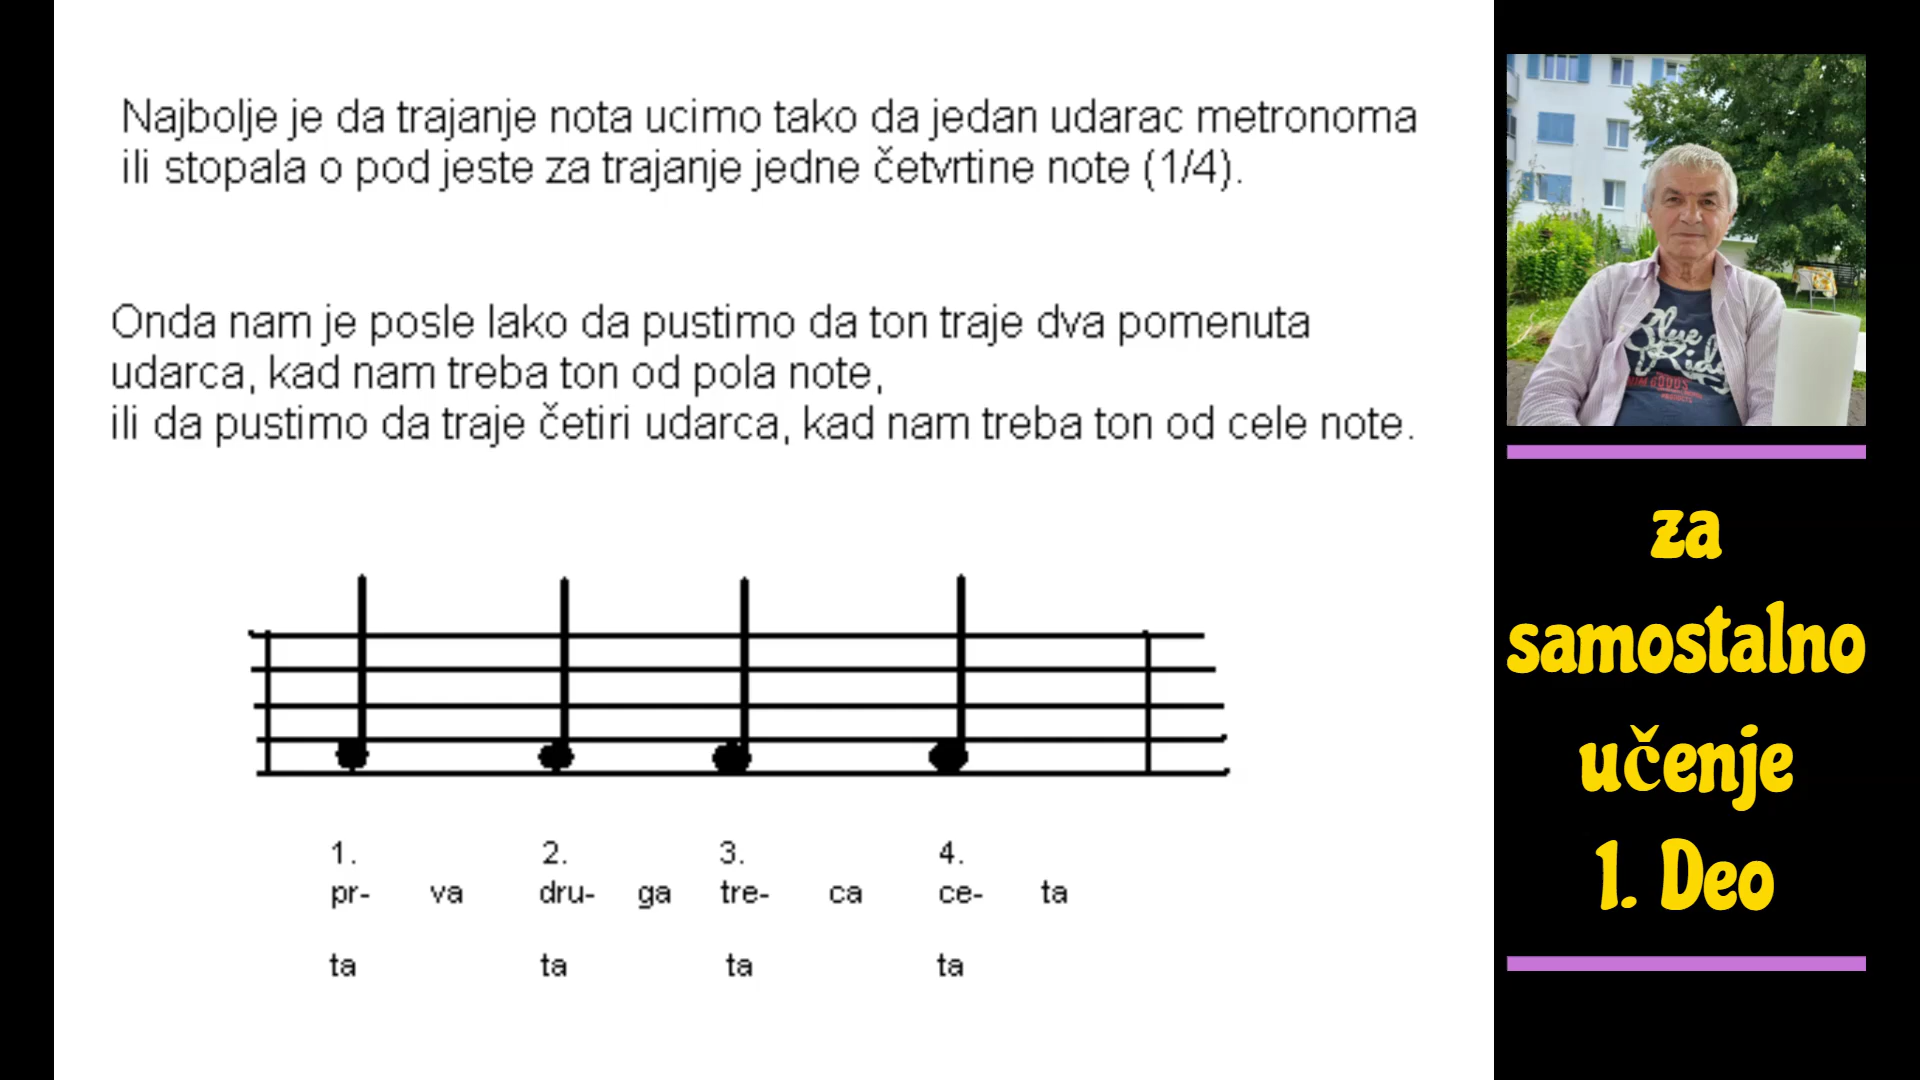 Najbolje je da trajanje nota ucimo tako da jedan udarac metronoma
ili stopala o pod jeste za trajanje jedne četvrtine note (1/4).
Onda nam je posle lako da pustimo da ton traje dva pomenuta
udarca, kad nam treba ton od pola note,
ili da pustimo da traje četiri udarca, kad nam treba ton od cele note.
1. 2. 3. 4.
pr- va dru- ga tre- ca ce- ta
ta ta ta ta
Blue
Rid
GOODS
za
samostalno
učenje
1. Deo